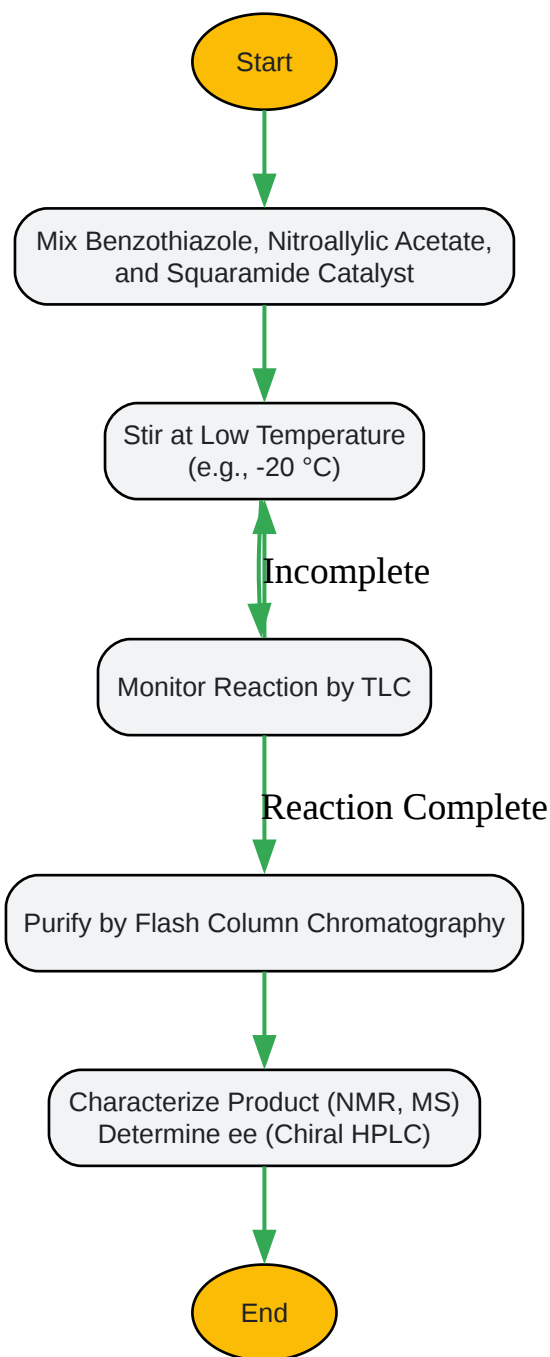 Start
Mix Benzothiazole, Nitroallylic Acetate,
and Squaramide Catalyst
Stir at Low Temperature
(e.g., -20 °C)
Incomplete
Monitor Reaction by TLC
Reaction Complete
Purify by Flash Column Chromatography
Characterize Product (NMR, MS)
Determine ee (Chiral HPLC)
End